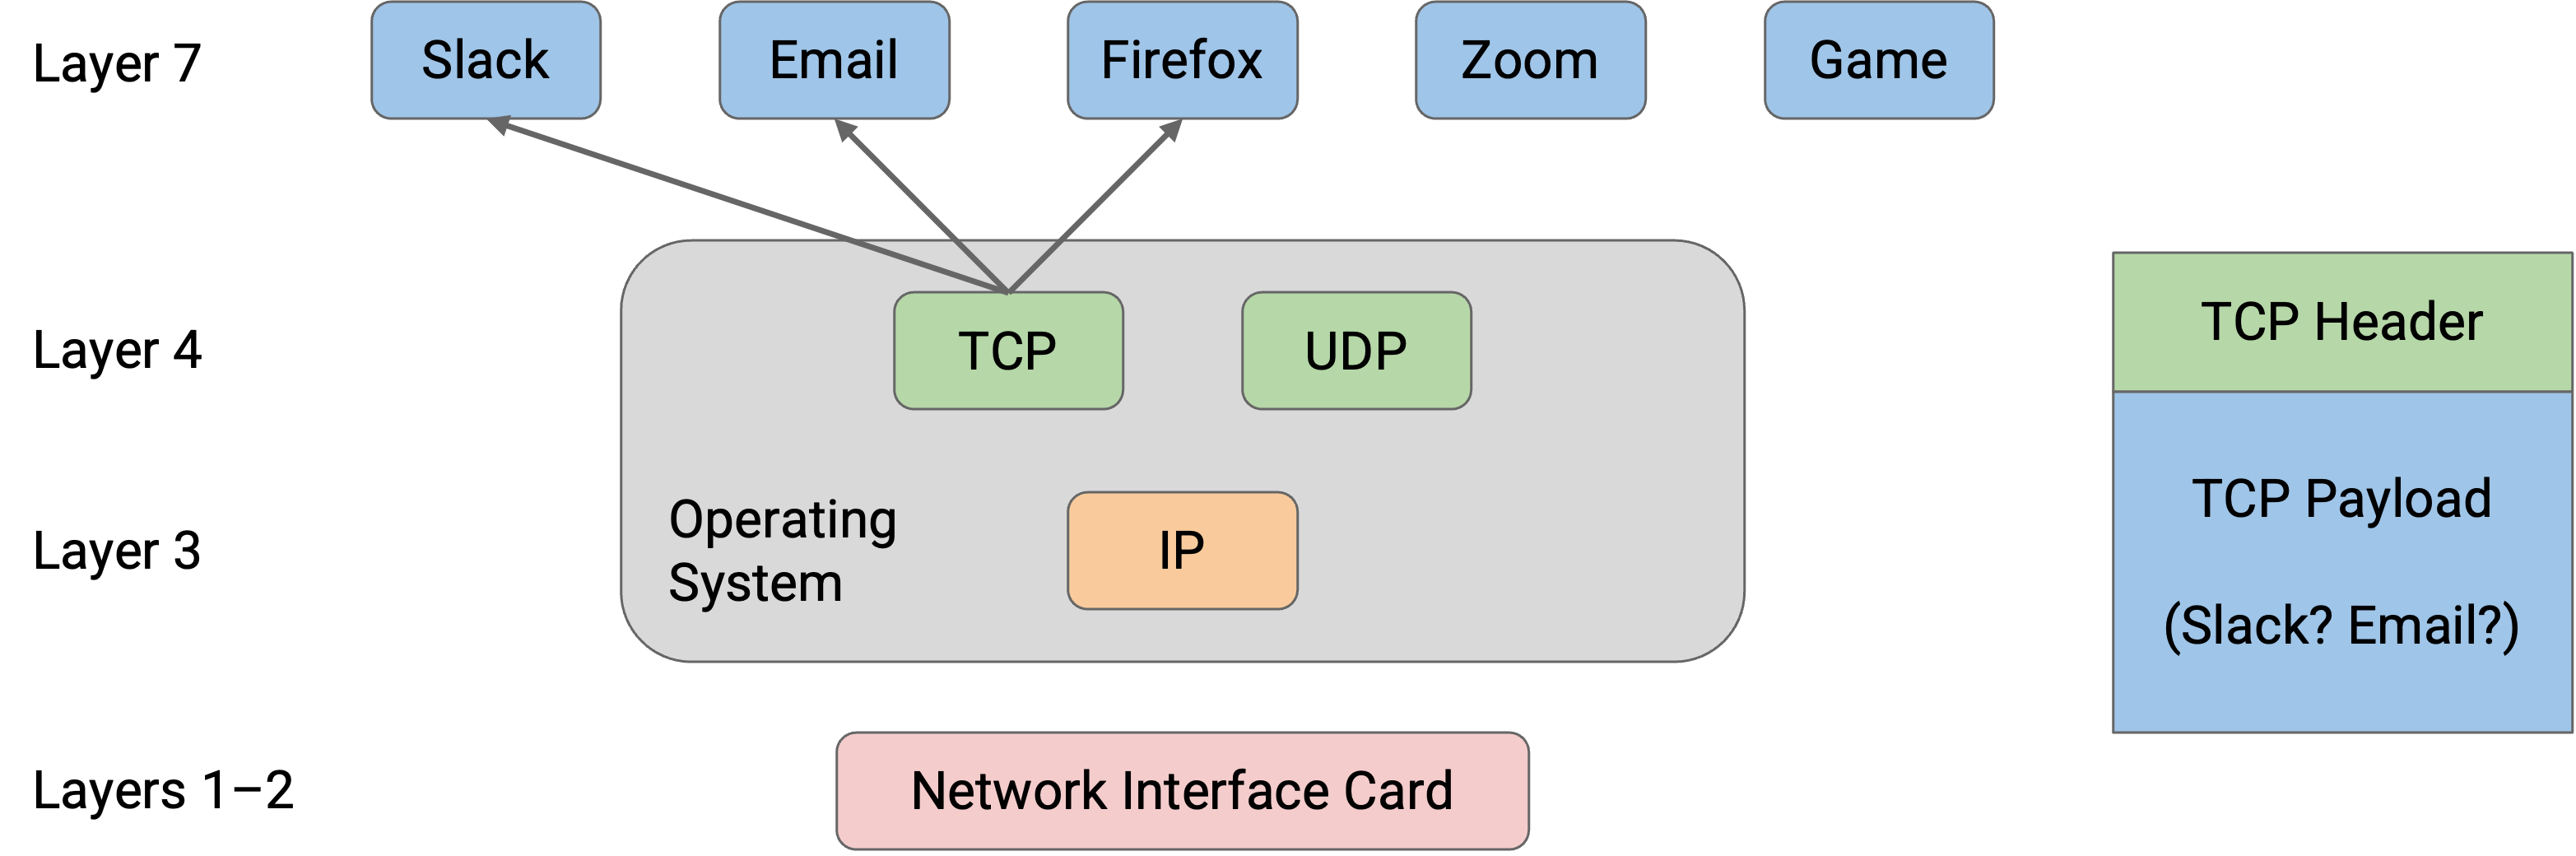 Layer 7
Slack
Email
Firefox
Zoom
Game
Layer 4
TCP
UDP
Layer 3
Operating
System
IP
Layers 1–2
Network Interface Card
TCP Header
TCP Payload
(Slack? Email?)